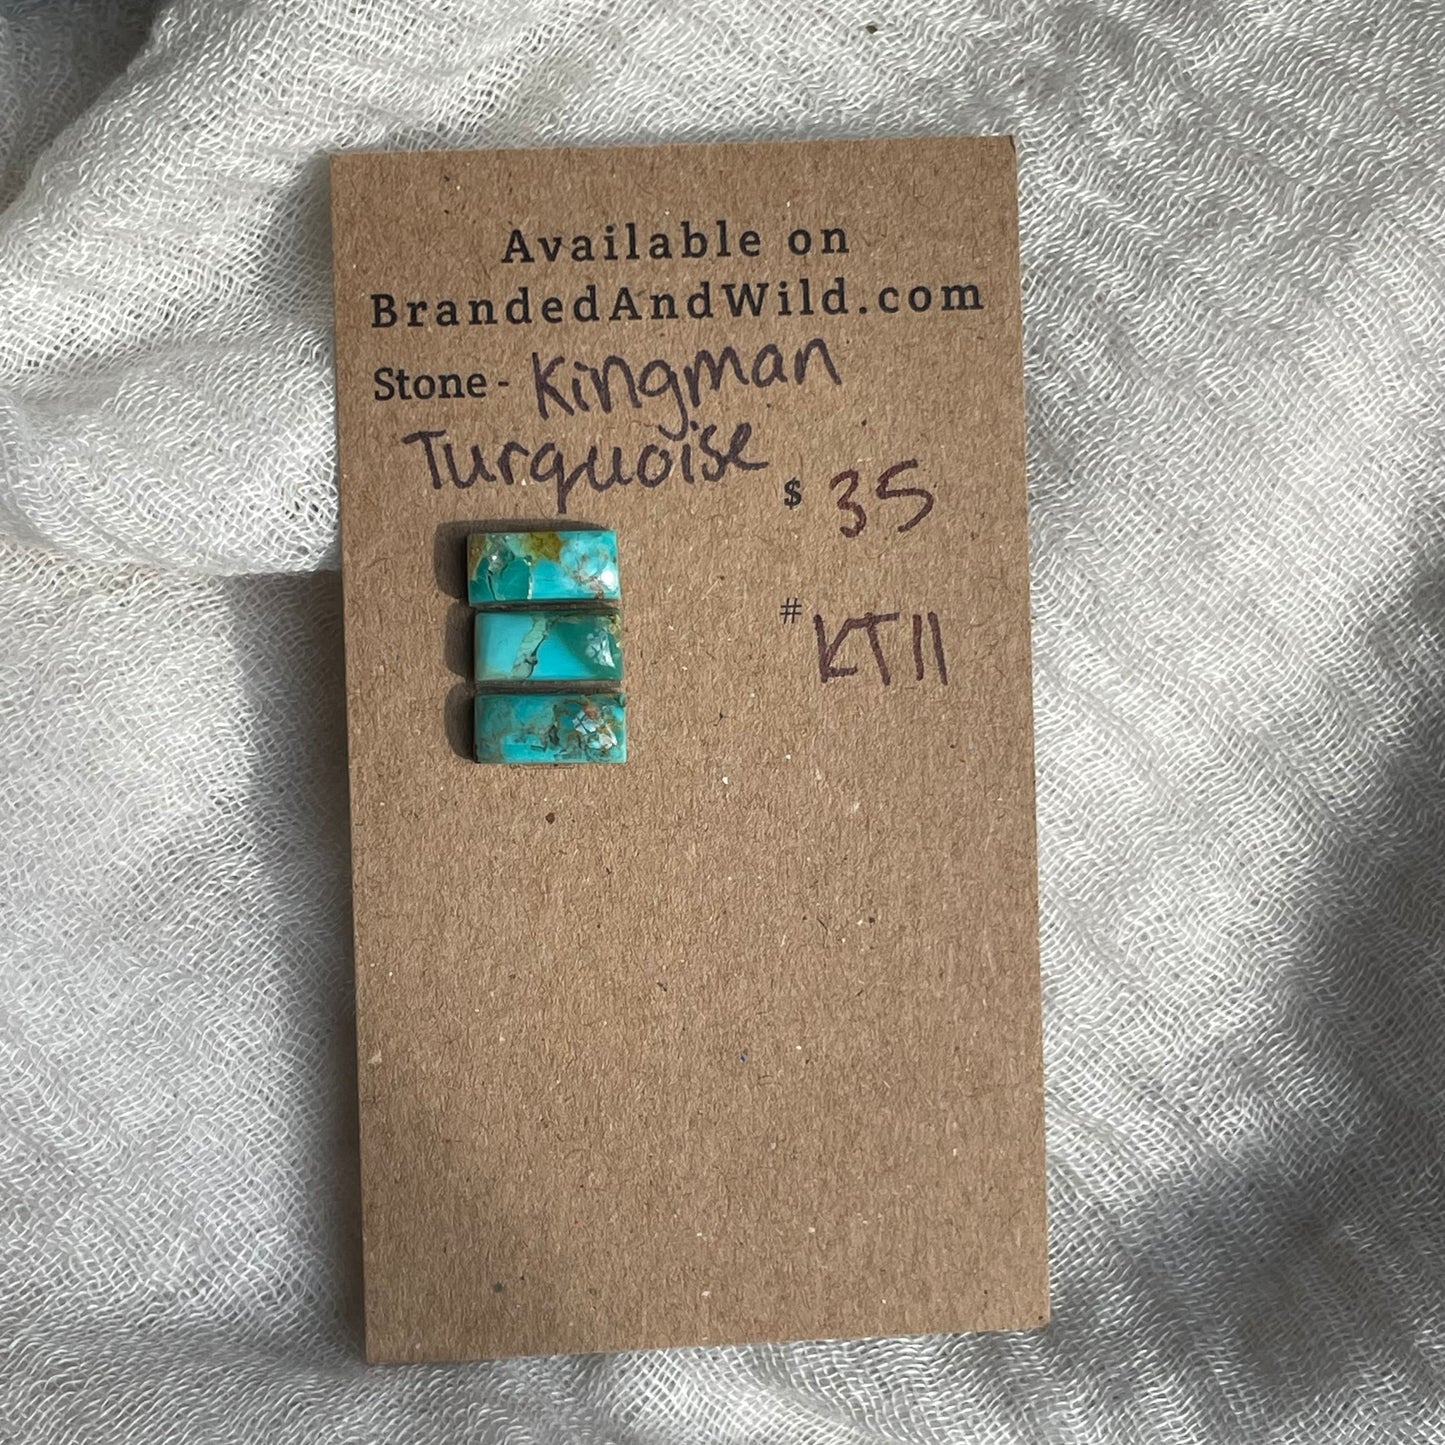 Available on
BrandedAndWild.com
Stone - Kingman
Turquoise
$ 35
# KT11